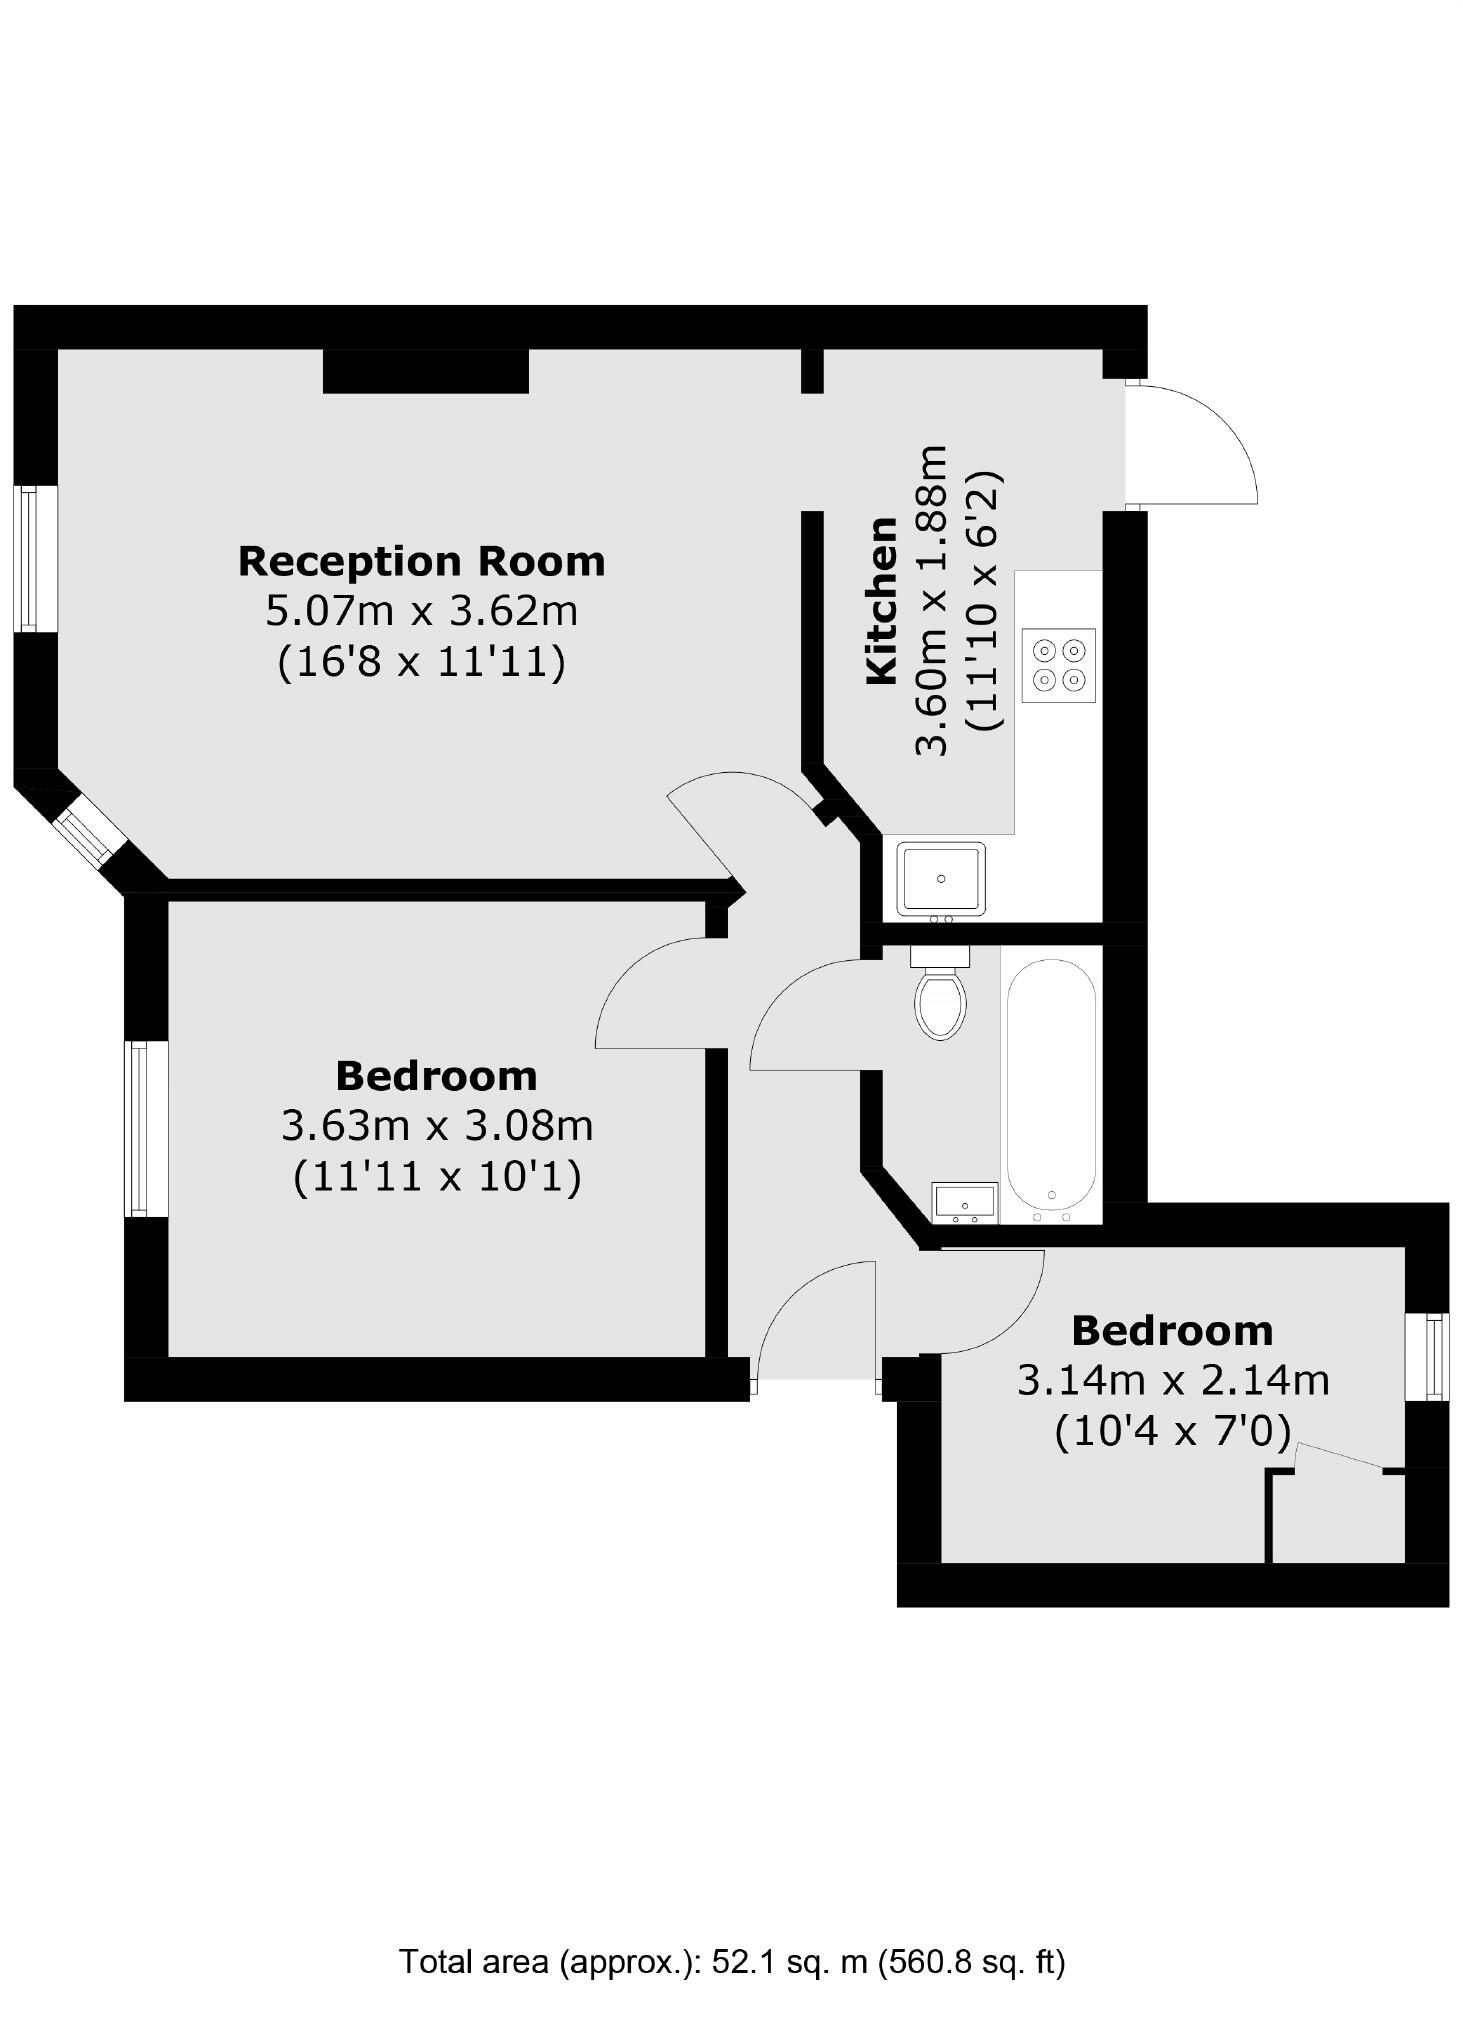 Reception Room
5.07m x 3.62m
(16'8 x 11'11)
Kitchen
3.60m x 1.88m
(11'10 x 6'2)
Bedroom
3.63m x 3.08m
(11'11 x 10'1)
Bedroom
3.14m x 2.14m
(10'4 x 7'0)
Total area (approx.): 52.1 sq. m (560.8 sq. ft)